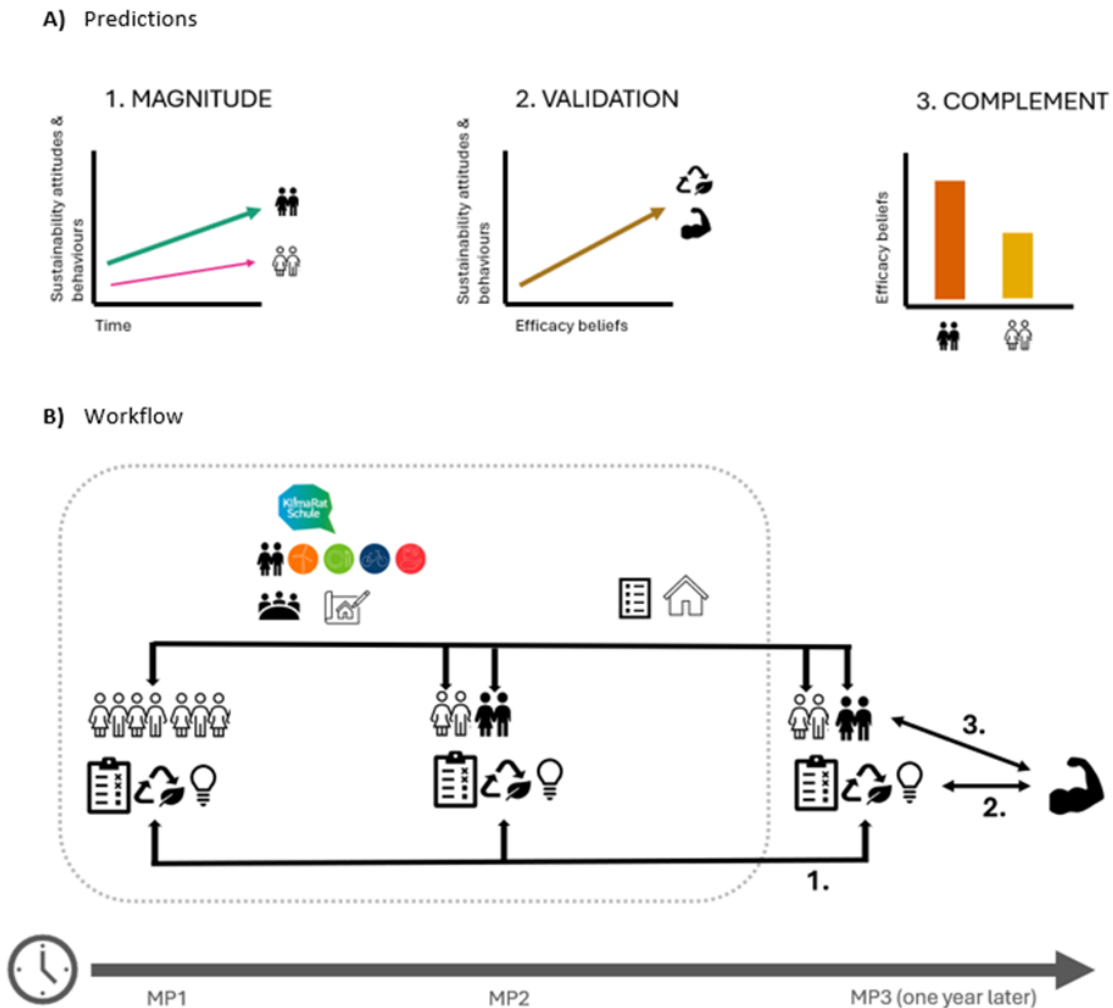 A) Predictions
1. MAGNITUDE
Sustainability attitudes &
behaviours
Time
2. VALIDATION
Sustainability attitudes &
behaviours
Efficacy beliefs
3. COMPLEMENT
Efficacy beliefs
B) Workflow
KlimaRat
Schule
3.
2.
1.
MP1
MP2
MP3 (one year later)